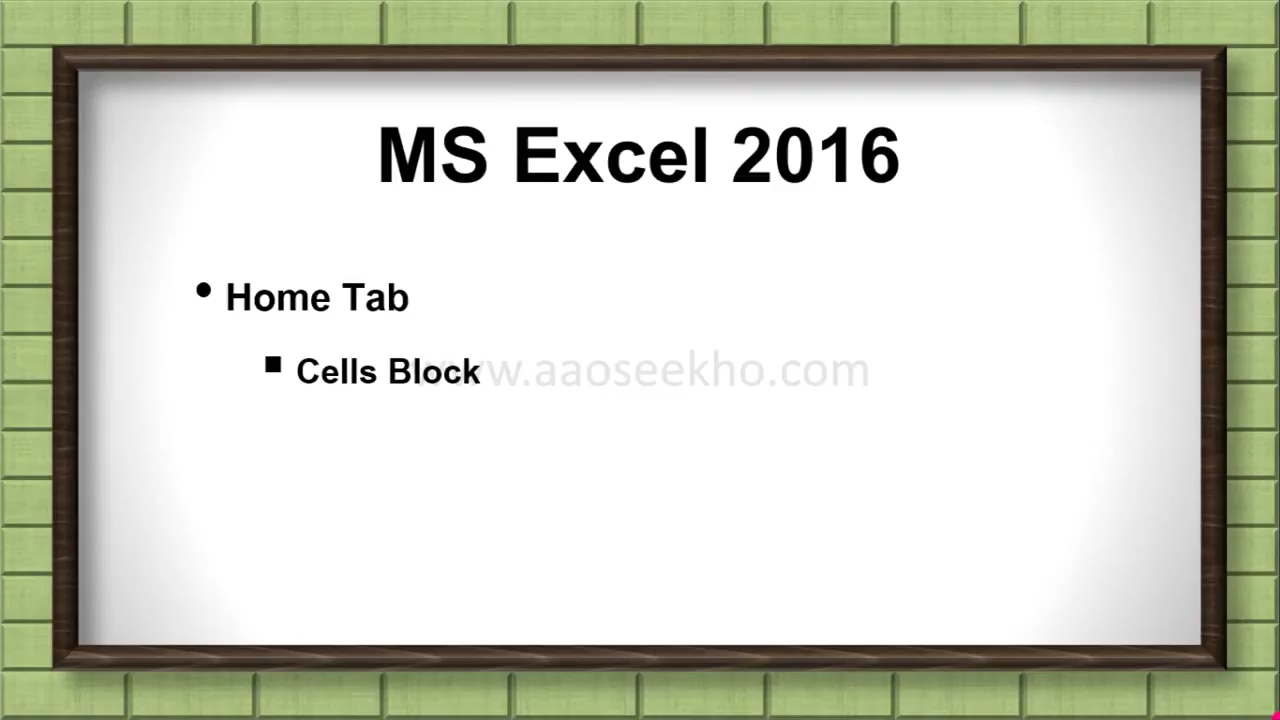 MS Excel 2016
• Home Tab
▪ Cells Block
www.aaoseekho.com